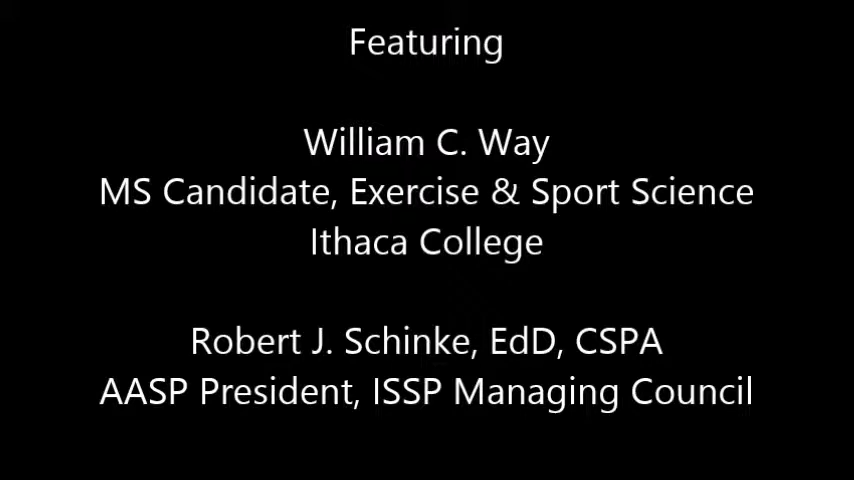 Featuring
William C. Way
MS Candidate, Exercise & Sport Science
Ithaca College
Robert J. Schinke, EdD, CSPA
AASP President, ISSP Managing Council